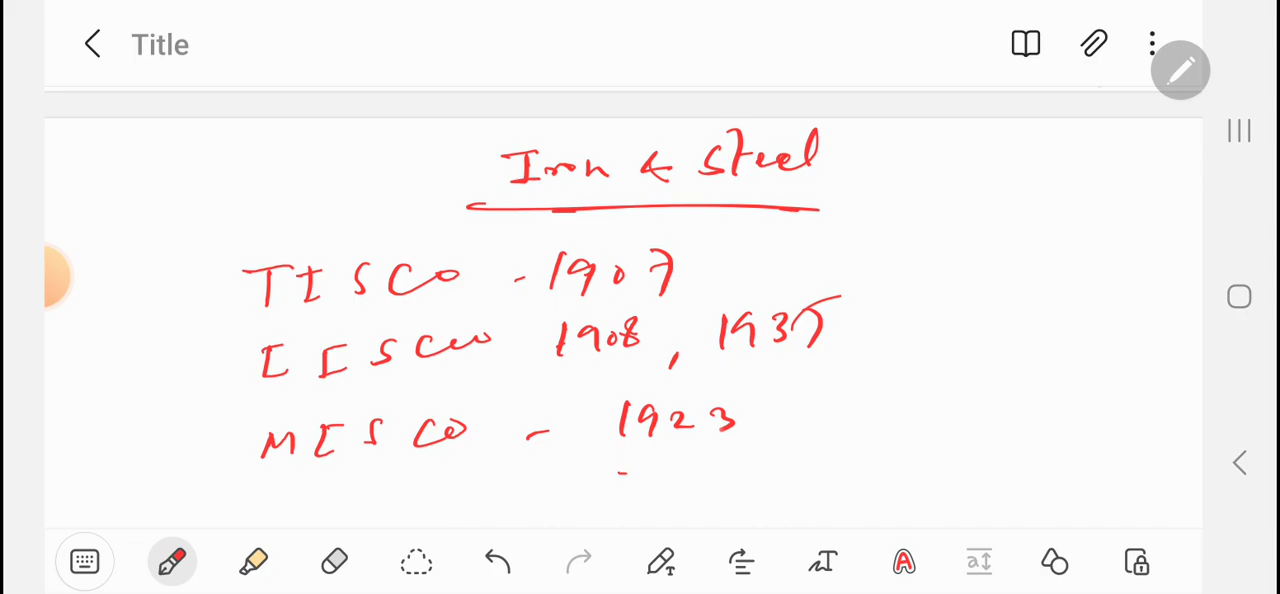 Title
Iron & Steel
TISCO - 1907
IISCO 1908, 1937
MISCO - 1923